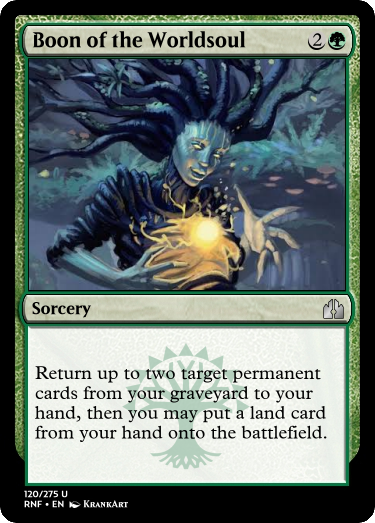 Boon of the Worldsoul 2
Sorcery
Return up to two target permanent
cards from your graveyard to your
hand, then you may put a land card
from your hand onto the battlefield.
120/275 U
RNF • EN KRANKART